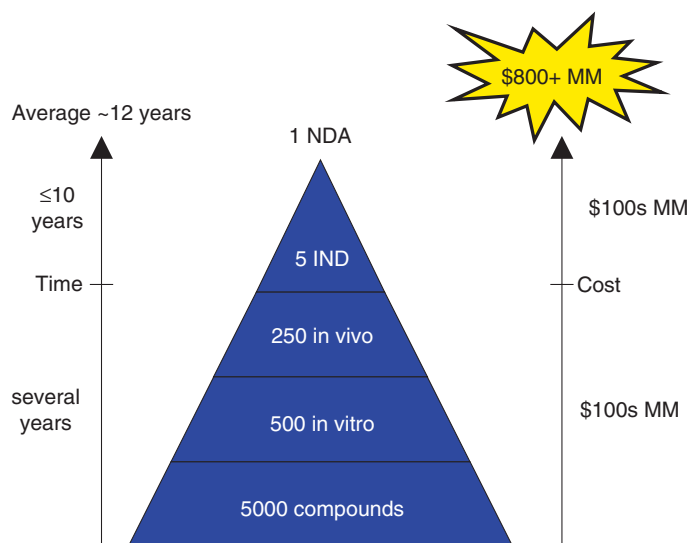 $800+ MM
Average ~12 years
1 NDA
≤10
years
$100s MM
5 IND
Time
Cost
250 in vivo
several
years
$100s MM
500 in vitro
5000 compounds